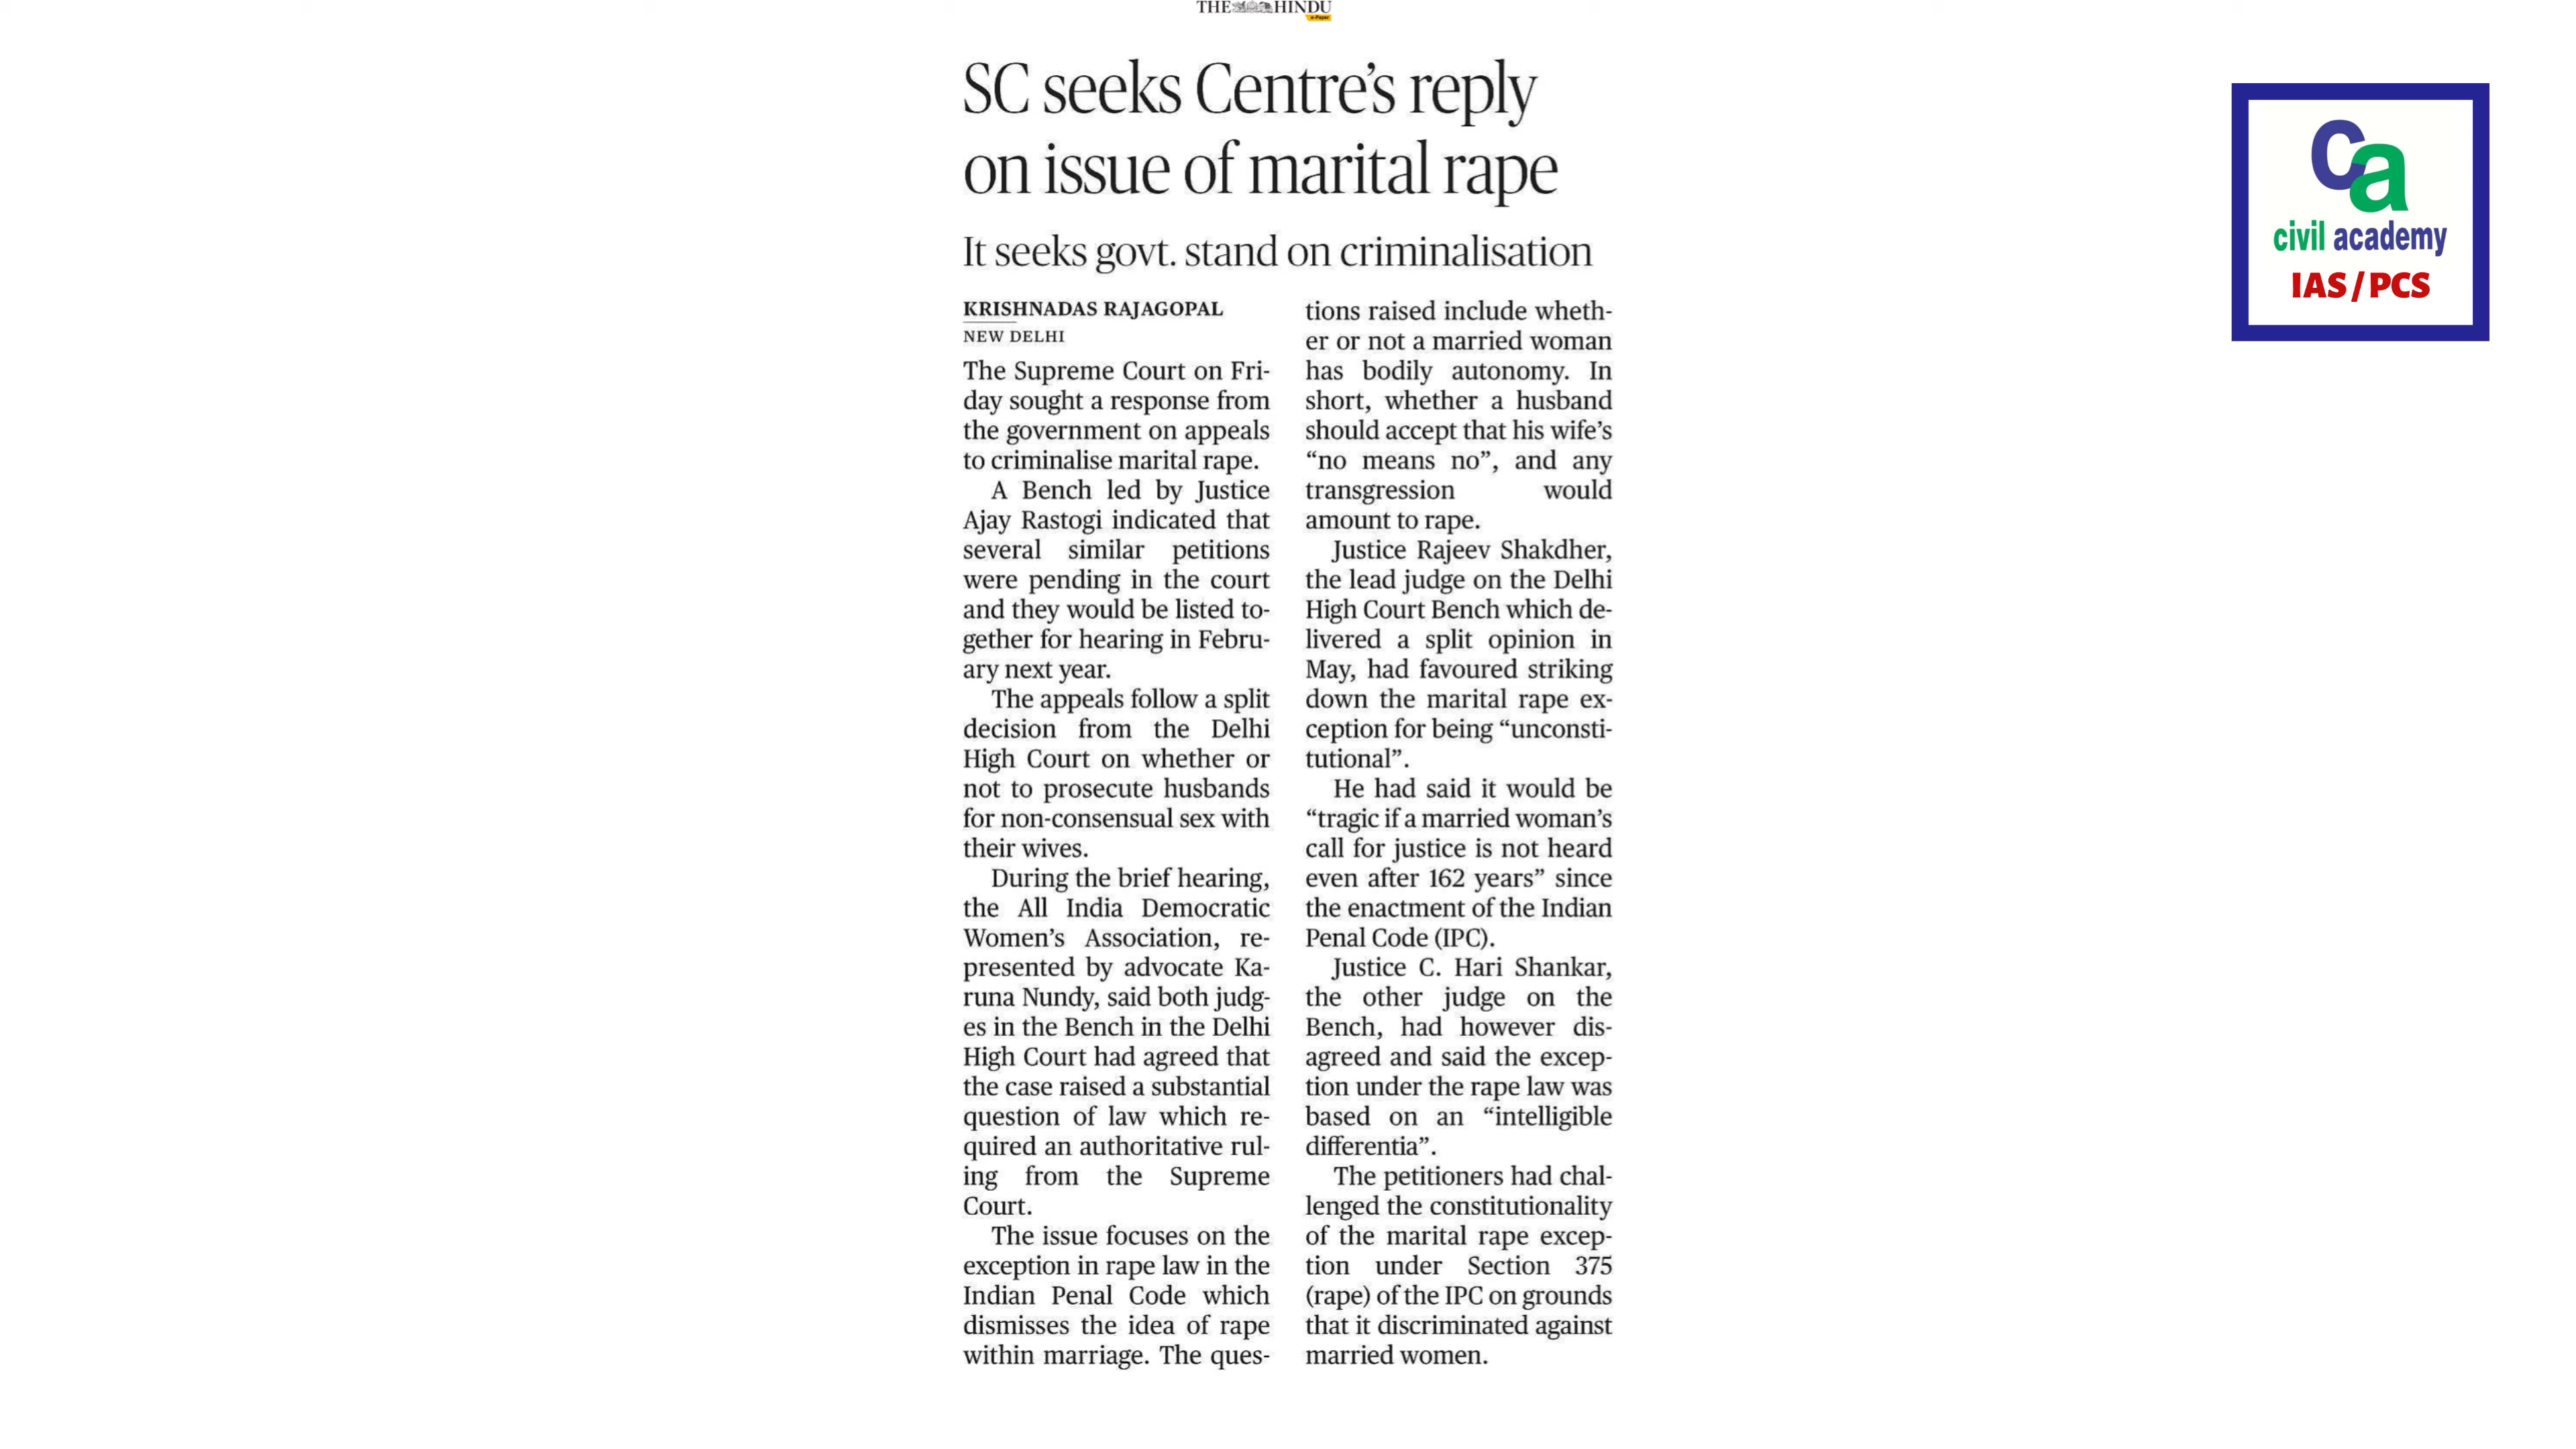 THE HINDU
e-Paper
SC seeks Centre's reply
on issue of marital rape
It seeks govt. stand on criminalisation
KRISHNADAS RAJAGOPAL
NEW DELHI
The Supreme Court on Fri-
day sought a response from
the government on appeals
to criminalise marital rape.
A Bench led by Justice
Ajay Rastogi indicated that
several similar petitions
were pending in the court
and they would be listed to-
gether for hearing in Febru-
ary next year.
The appeals follow a split
decision from the Delhi
High Court on whether or
not to prosecute husbands
for non-consensual sex with
their wives.
During the brief hearing,
the All India Democratic
Women's Association, re-
presented by advocate Ka-
runa Nundy, said both judg-
es in the Bench in the Delhi
High Court had agreed that
the case raised a substantial
question of law which re-
quired an authoritative rul-
ing from the Supreme
Court.
The issue focuses on the
exception in rape law in the
Indian Penal Code which
dismisses the idea of rape
within marriage. The ques-
tions raised include wheth-
er or not a married woman
has bodily autonomy. In
short, whether a husband
should accept that his wife's
“no means no”, and any
transgression would
amount to rape.
Justice Rajeev Shakdher,
the lead judge on the Delhi
High Court Bench which de-
livered a split opinion in
May, had favoured striking
down the marital rape ex-
ception for being “unconsti-
tutional”.
He had said it would be
“tragic if a married woman's
call for justice is not heard
even after 162 years” since
the enactment of the Indian
Penal Code (IPC).
Justice C. Hari Shankar,
the other judge on the
Bench, had however dis-
agreed and said the excep-
tion under the rape law was
based on an “intelligible
differentia”.
The petitioners had chal-
lenged the constitutionality
of the marital rape excep-
tion under Section 375
(rape) of the IPC on grounds
that it discriminated against
married women.
ca
civil academy
IAS/PCS